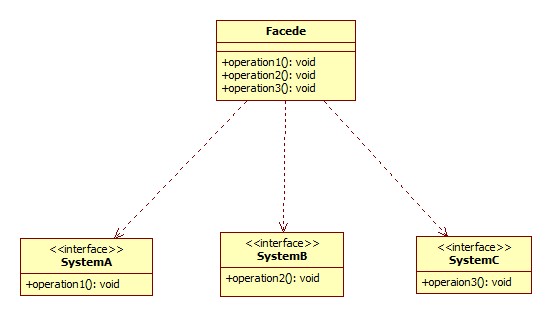 Facede
+operation1(): void
+operation2(): void
+operation3(): void
<<interface>>
SystemA
+operation1(): void
<<interface>>
SystemB
+operation2(): void
<<interface>>
SystemC
+operaion3(): void